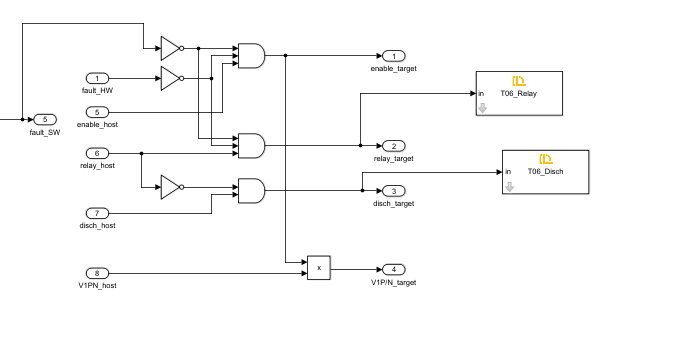 1
enable_target
in
T06_Relay
1
fault_HW
5
fault_SW
5
enable_host
6
relay_host
2
relay_target
in
T06_Disch
3
disch_target
7
disch_host
8
V1PN_host
x
4
V1P/N_target